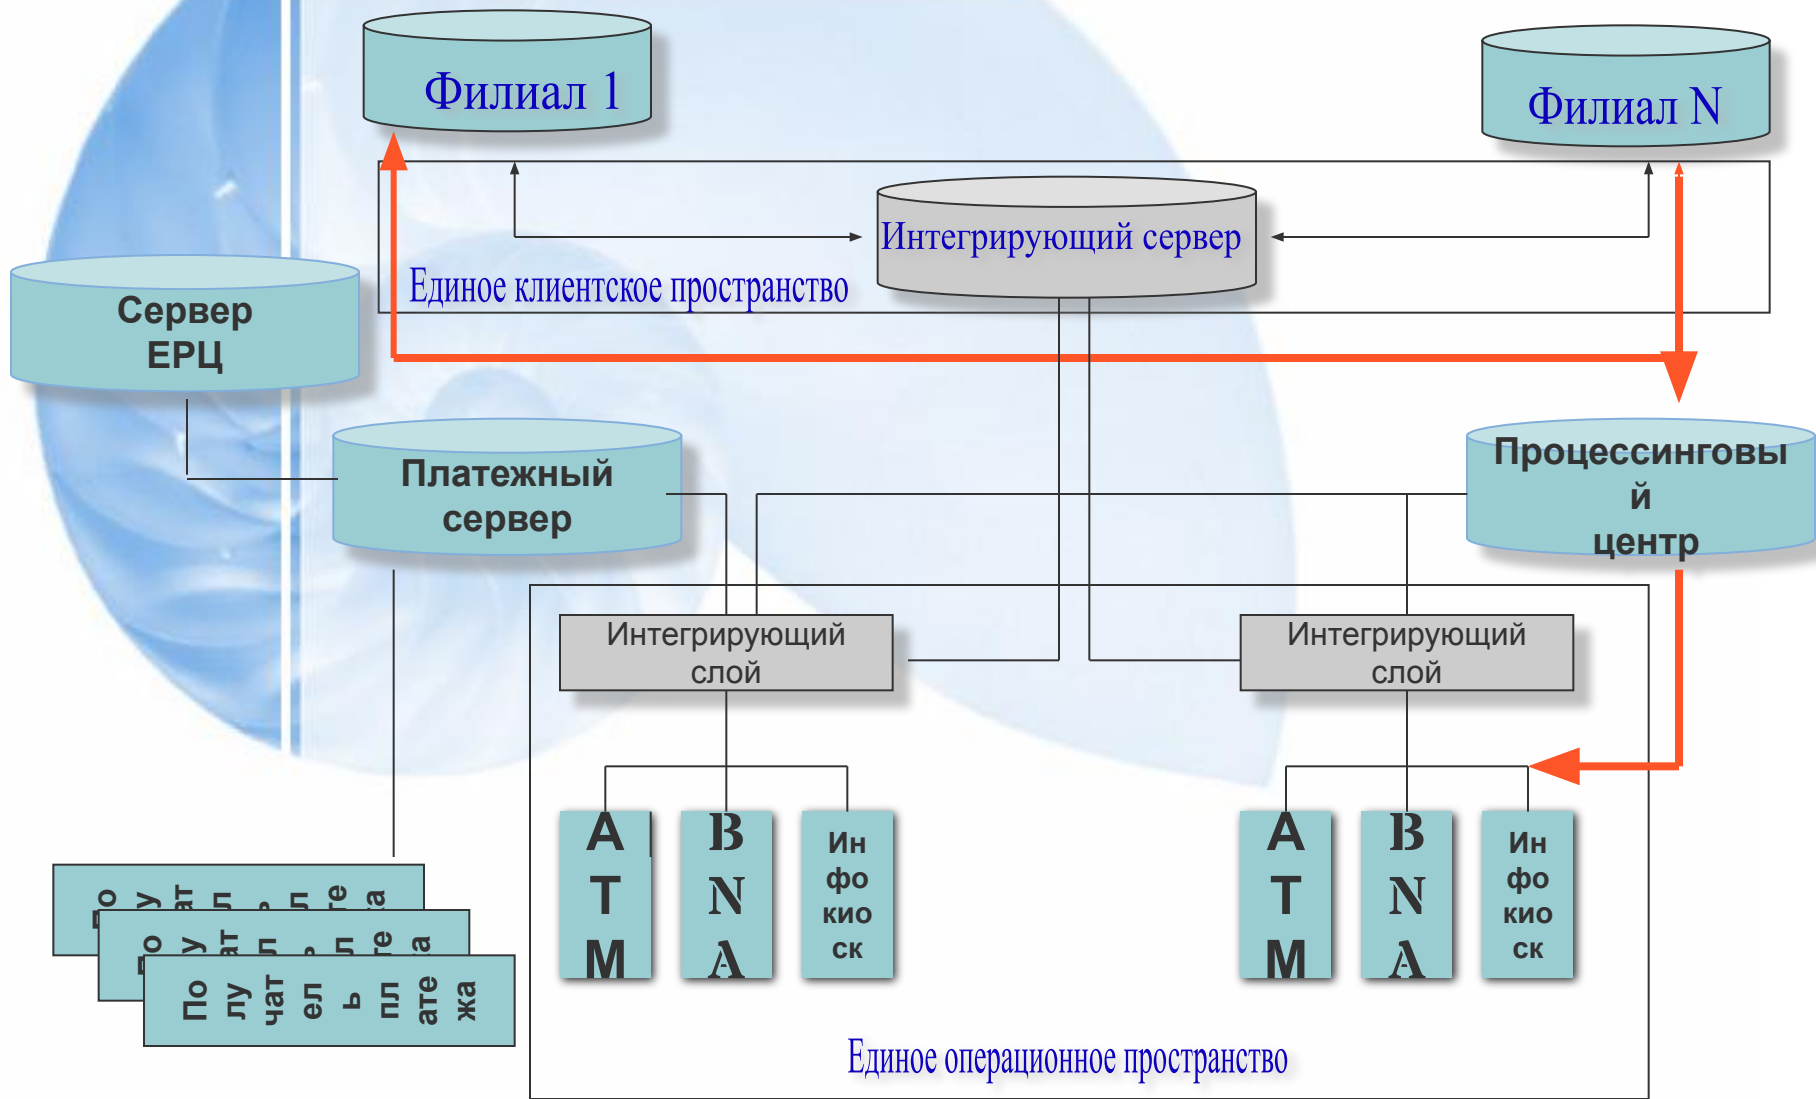 Филиал 1
Филиал N
Интегрирующий сервер
Единое клиентское пространство
Сервер
ЕРЦ
Платежный
сервер
Процессинговы
й
центр
Интегрирующий
слой
Интегрирующий
слой
А
Т
М
B
N
A
Ин
фо
кио
ск
А
Т
М
B
N
A
Ин
фо
кио
ск
По
лу
чат
ел
ь
пл
ате
жа
Единое операционное пространство